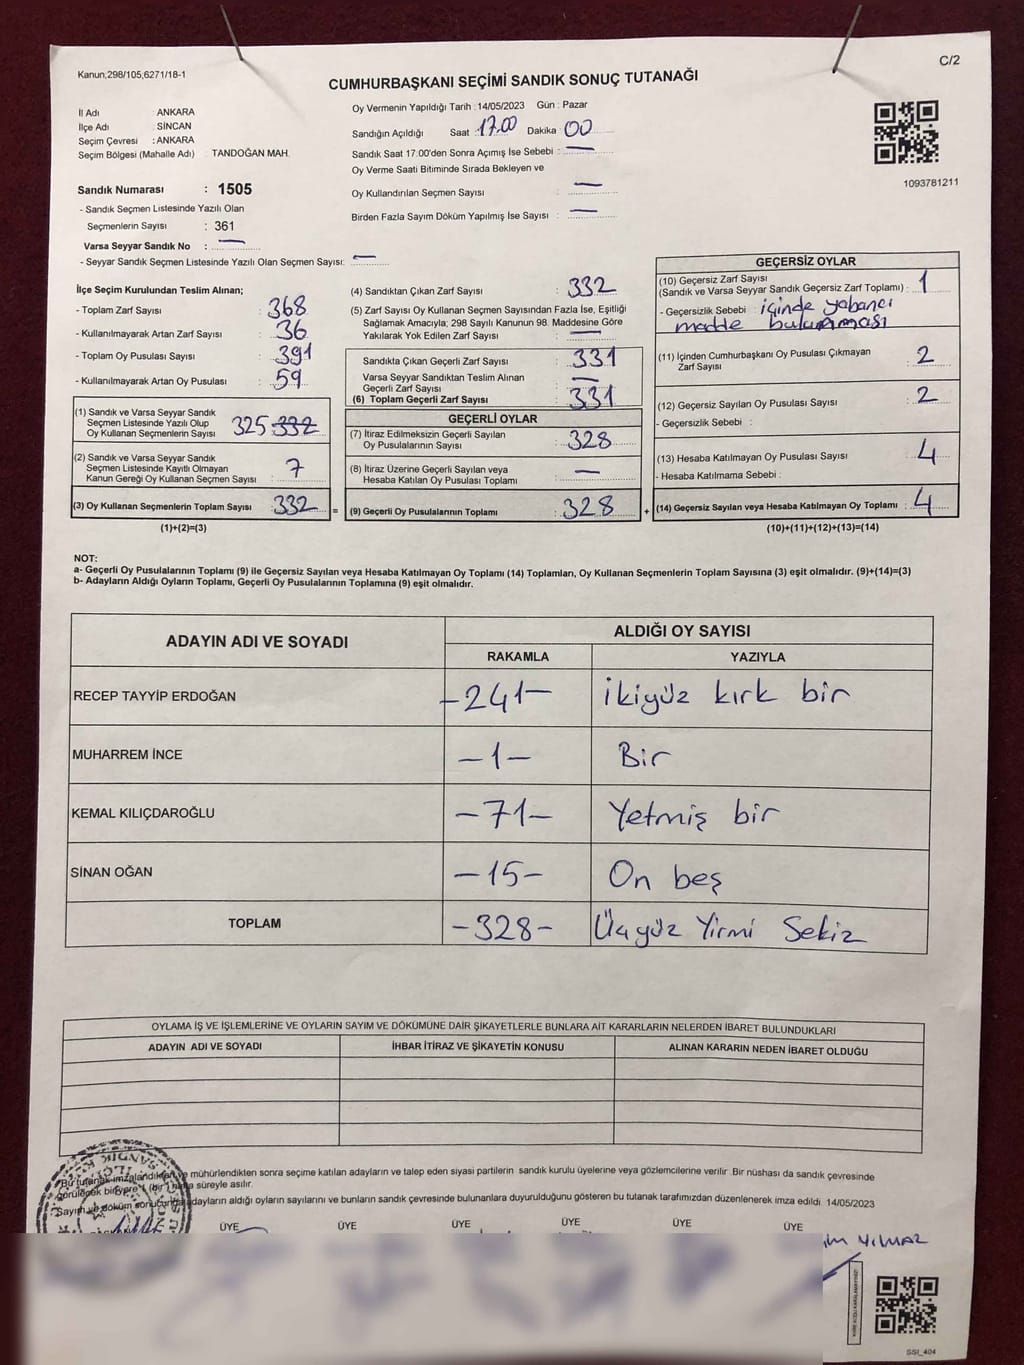 Kanun,298/105,6271/18-1
C/2
CUMHURBAŞKANI SEÇİMİ SANDIK SONUÇ TUTANAĞI
İl Adı ANKARA
İlçe Adı : SİNCAN
Seçim Çevresi : ANKARA
Seçim Bölgesi (Mahalle Adı) TANDOĞAN MAH.
Sandık Numarası : 1505
- Sandık Seçmen Listesinde Yazılı Olan
Seçmenlerin Sayısı : 361
Varsa Seyyar Sandık No : —
- Seyyar Sandık Seçmen Listesinde Yazılı Olan Seçmen Sayısı: —
Oy Vermenin Yapıldığı Tarih : 14/05/2023 Gün : Pazar
Sandığın Açıldığı Saat : 17.00 Dakika 00
Sandık Saat 17:00'den Sonra Açımış İse Sebebi : —
Oy Verme Saati Bitiminde Sırada Bekleyen ve
Oy Kullandırılan Seçmen Sayısı : —
Birden Fazla Sayım Döküm Yapılmış İse Sayısı : —
1093781211
İlçe Seçim Kurulundan Teslim Alınan;
- Toplam Zarf Sayısı : 368
- Kullanılmayarak Artan Zarf Sayısı : 36
- Toplam Oy Pusulası Sayısı : 391
- Kullanılmayarak Artan Oy Pusulası : 59
(1) Sandık ve Varsa Seyyar Sandık
Seçmen Listesinde Yazılı Olup
Oy Kullanan Seçmenlerin Sayısı 325 332
(2) Sandık ve Varsa Seyyar Sandık
Seçmen Listesinde Kayıtlı Olmayan
Kanun Gereği Oy Kullanan Seçmen Sayısı : 7
(3) Oy Kullanan Seçmenlerin Toplam Sayısı : 332 =
(1)+(2)=(3)
(4) Sandıktan Çıkan Zarf Sayısı : 332
(5) Zarf Sayısı Oy Kullanan Seçmen Sayısından Fazla İse, Eşitliği
Sağlamak Amacıyla; 298 Sayılı Kanunun 98. Maddesine Göre
Yakılarak Yok Edilen Zarf Sayısı : —
Sandıkta Çıkan Geçerli Zarf Sayısı : 331
Varsa Seyyar Sandıktan Teslim Alınan
Geçerli Zarf Sayısı : —
(6) Toplam Geçerli Zarf Sayısı : 331
GEÇERLİ OYLAR
(7) İtiraz Edilmeksizin Geçerli Sayılan
Oy Pusulalarının Sayısı : 328
(8) İtiraz Üzerine Geçerli Sayılan veya
Hesaba Katılan Oy Pusulası Toplamı : —
(9) Geçerli Oy Pusulalarının Toplamı : 328 +
GEÇERSİZ OYLAR
(10) Geçersiz Zarf Sayısı
(Sandık ve Varsa Seyyar Sandık Geçersiz Zarf Toplamı) : 1
- Geçersizlik Sebebi : içinde yabancı
madde bulunması
(11) İçinden Cumhurbaşkanı Oy Pusulası Çıkmayan
Zarf Sayısı : 2
(12) Geçersiz Sayılan Oy Pusulası Sayısı : 2
- Geçersizlik Sebebi :
(13) Hesaba Katılmayan Oy Pusulası Sayısı : 4
- Hesaba Katılmama Sebebi :
(14) Geçersiz Sayılan veya Hesaba Katılmayan Oy Toplamı : 4
(10)+(11)+(12)+(13)=(14)
NOT:
a- Geçerli Oy Pusulalarının Toplamı (9) ile Geçersiz Sayılan veya Hesaba Katılmayan Oy Toplamı (14) Toplamları, Oy Kullanan Seçmenlerin Toplam Sayısına (3) eşit olmalıdır. (9)+(14)=(3)
b- Adayların Aldığı Oyların Toplamı, Geçerli Oy Pusulalarının Toplamına (9) eşit olmalıdır.
ADAYIN ADI VE SOYADI
ALDIĞI OY SAYISI
RAKAMLA YAZIYLA
RECEP TAYYİP ERDOĞAN -241- İkiyüz kırk bir
MUHARREM İNCE -1- Bir
KEMAL KILIÇDAROĞLU -71- Yetmiş bir
SİNAN OĞAN -15- On beş
TOPLAM -328- Üçyüz Yirmi Sekiz
OYLAMA İŞ VE İŞLEMLERİNE VE OYLARIN SAYIM VE DÖKÜMÜNE DAİR ŞİKAYETLERLE BUNLARA AİT KARARLARIN NELERDEN İBARET BULUNDUKLARI
ADAYIN ADI VE SOYADI İHBAR İTİRAZ VE ŞİKAYETİN KONUSU ALINAN KARARIN NEDEN İBARET OLDUĞU
Bu tutanak imzalandıktan ve mühürlendikten sonra seçime katılan adayların ve talep eden siyasi partilerin sandık kurulu üyelerine veya gözlemcilerine verilir. Bir nüshası da sandık çevresinde
görülecek bir yere 1 (bir) hafta süreyle asılır.
Sayım ve döküm sonucunda adayların aldığı oyların sayılarını ve bunların sandık çevresinde bulunanlara duyurulduğunu gösteren bu tutanak tarafımızdan düzenlenerek imza edildi. 14/05/2023
ÜYE ÜYE ÜYE ÜYE ÜYE ÜYE
YILMAZ
SSI_404